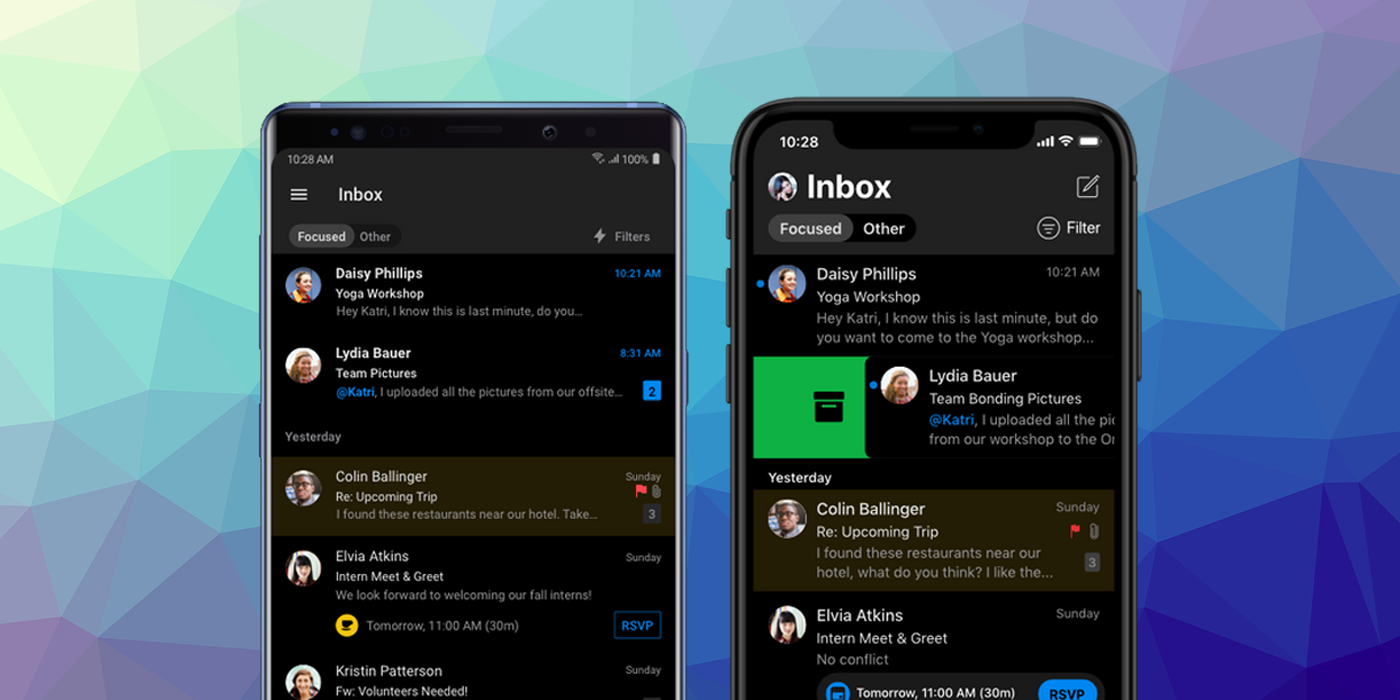 10:28 AM
100%
Inbox
Focused Other Filters
Daisy Phillips 10:21 AM
Yoga Workshop
Hey Katri, I know this is last minute, do you...
Lydia Bauer 8:31 AM
Team Pictures
@Katri, I uploaded all the pictures from our offsite... 2
Yesterday
Colin Ballinger Sunday
Re: Upcoming Trip
I found these restaurants near our hotel. Take... 3
Elvia Atkins Sunday
Intern Meet & Greet
We look forward to welcoming our fall interns!
Tomorrow, 11:00 AM (30m) RSVP
Kristin Patterson Sunday
Fw: Volunteers Needed!
10:28
Inbox
Focused Other Filter
Daisy Phillips 10:21 AM
Yoga Workshop
Hey Katri, I know this is last minute, but do
you want to come to the Yoga workshop...
Lydia Bauer
Team Bonding Pictures
@Katri, I uploaded all the pic
from our workshop to the
Yesterday
Colin Ballinger Sunday
Re: Upcoming Trip
I found these restaurants near our
hotel, what do you think? I like the... 3
Elvia Atkins Sunday
Intern Meet & Greet
No conflict
Tomorrow, 11:00 AM (30m) RSVP